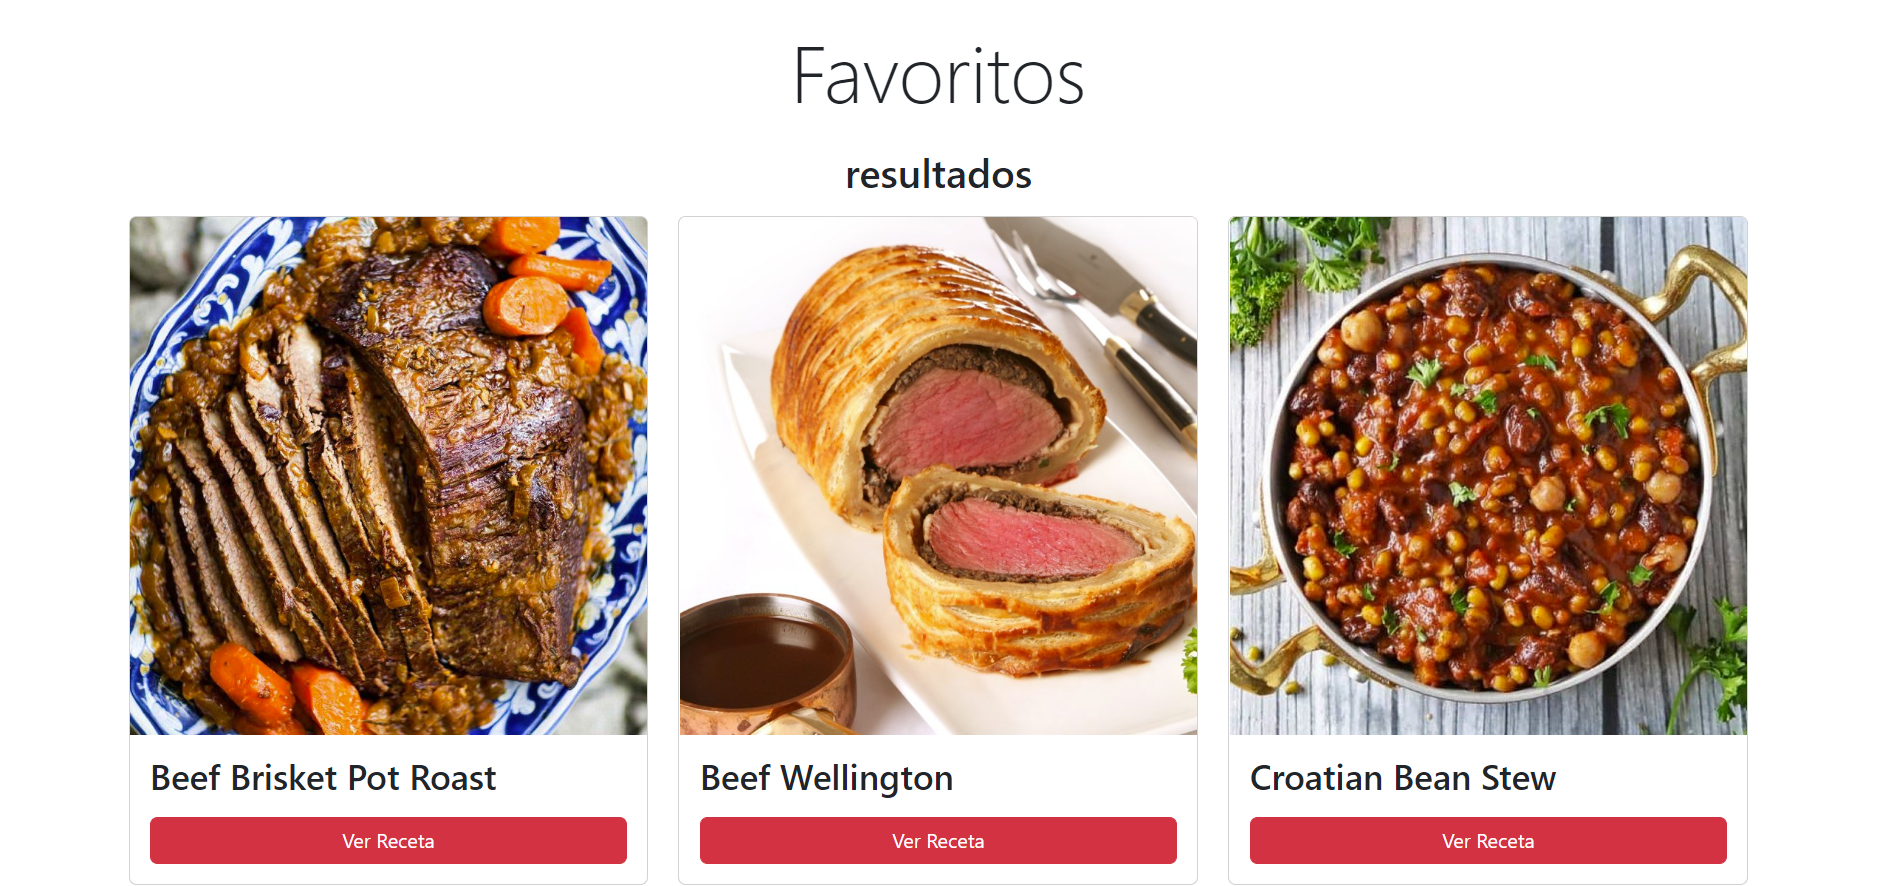 Favoritos
resultados
Beef Brisket Pot Roast
Ver Receta
Beef Wellington
Ver Receta
Croatian Bean Stew
Ver Receta